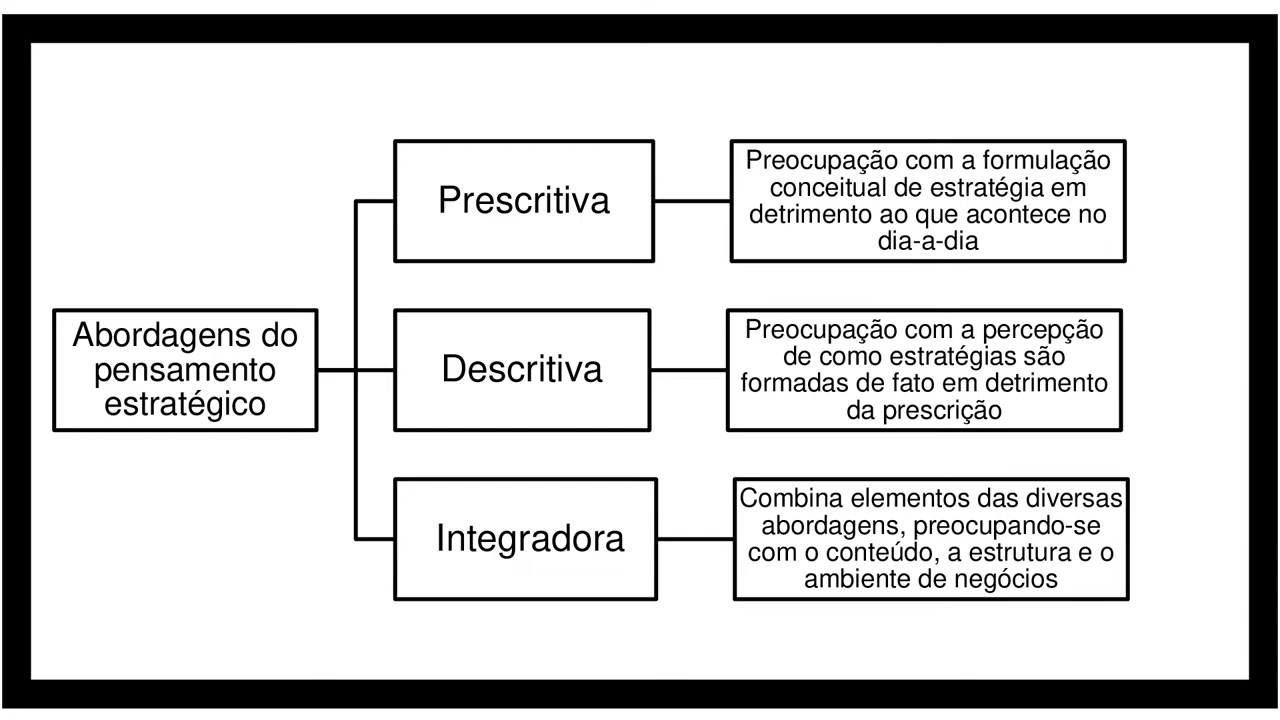 Abordagens do
pensamento
estratégico
Prescritiva
Preocupação com a formulação
conceitual de estratégia em
detrimento ao que acontece no
dia-a-dia
Descritiva
Preocupação com a percepção
de como estratégias são
formadas de fato em detrimento
da prescrição
Integradora
Combina elementos das diversas
abordagens, preocupando-se
com o conteúdo, a estrutura e o
ambiente de negócios